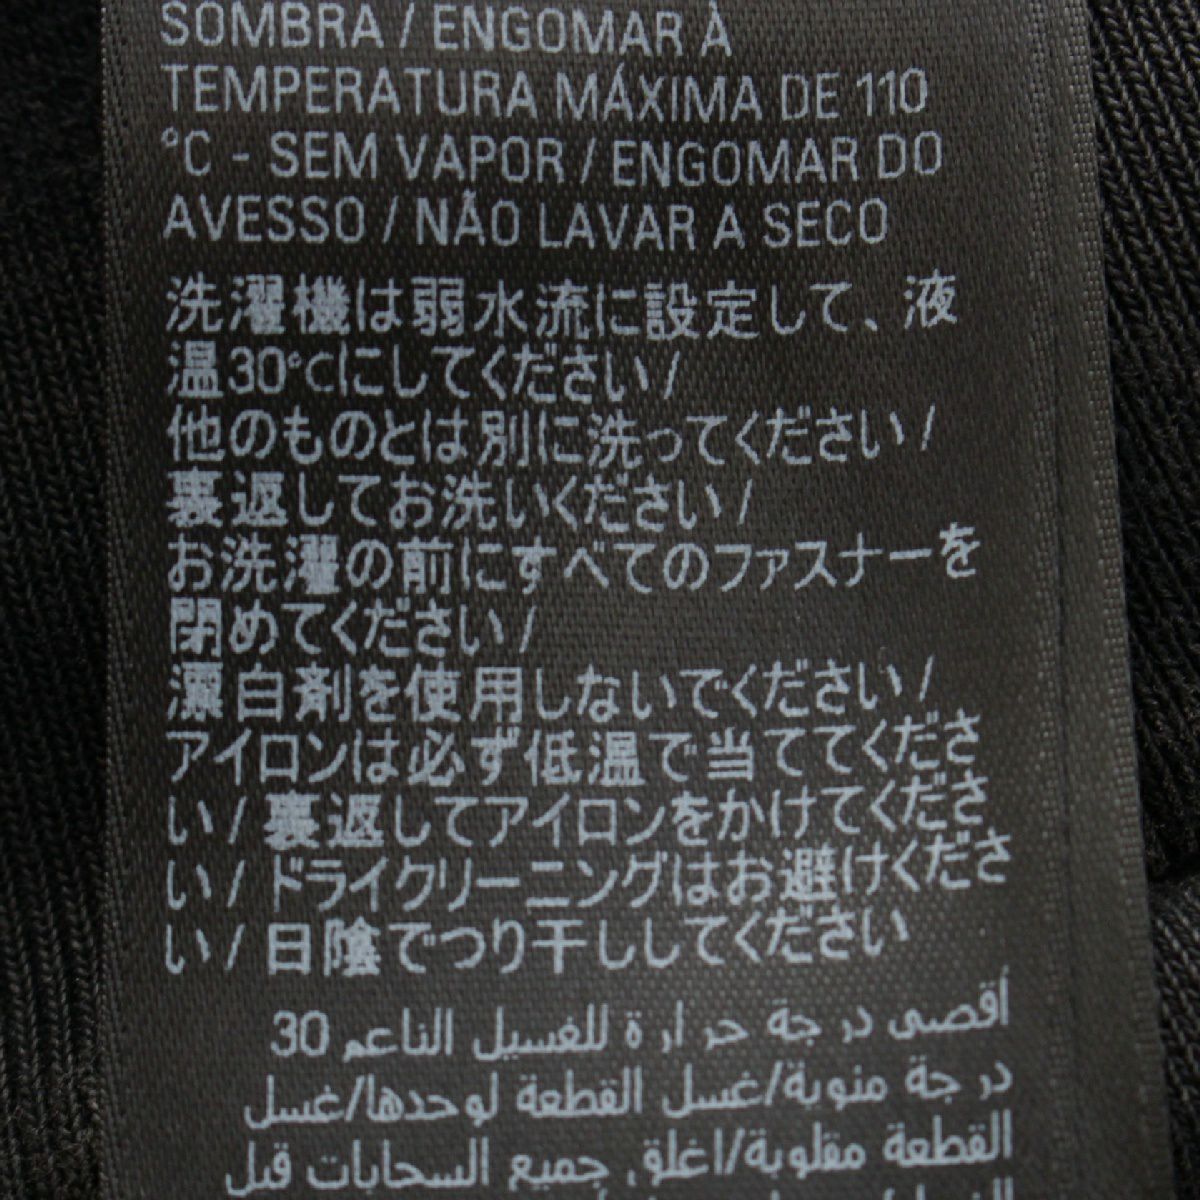 SOMBRA / ENGOMAR À
TEMPERATURA MÁXIMA DE 110
°C - SEM VAPOR / ENGOMAR DO
AVESSO / NÃO LAVAR A SECO
洗濯機は弱水流に設定して、液
温30°Cにしてください/
他のものとは別に洗ってください/
裏返してお洗いください/
お洗濯の前にすべてのファスナーを
閉めてください/
漂白剤を使用しないでください/
アイロンは必ず低温で当ててくださ
い/ 裏返してアイロンをかけてくださ
い/ ドライクリーニングはお避けくださ
い/ 日陰でつり干ししてください
أقصى درجة حرارة للغسيل الناعم 30
درجة مئوية/غسل القطعة لوحدها/غسل
القطعة مقلوبة/اغلق جميع السحابات قبل